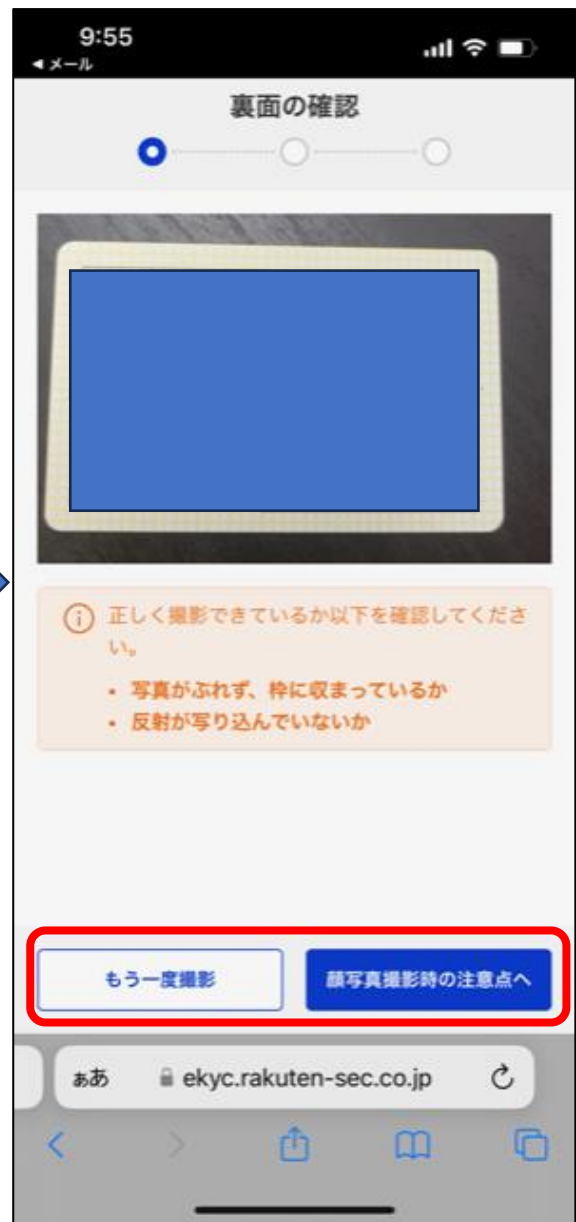 9:55
◀メール
裏面の確認
正しく撮影できているか以下を確認してくださ
い。
• 写真がぶれず、枠に収まっているか
• 反射が写り込んでいないか
もう一度撮影
顔写真撮影時の注意点へ
ぁあ
ekyc.rakuten-sec.co.jp